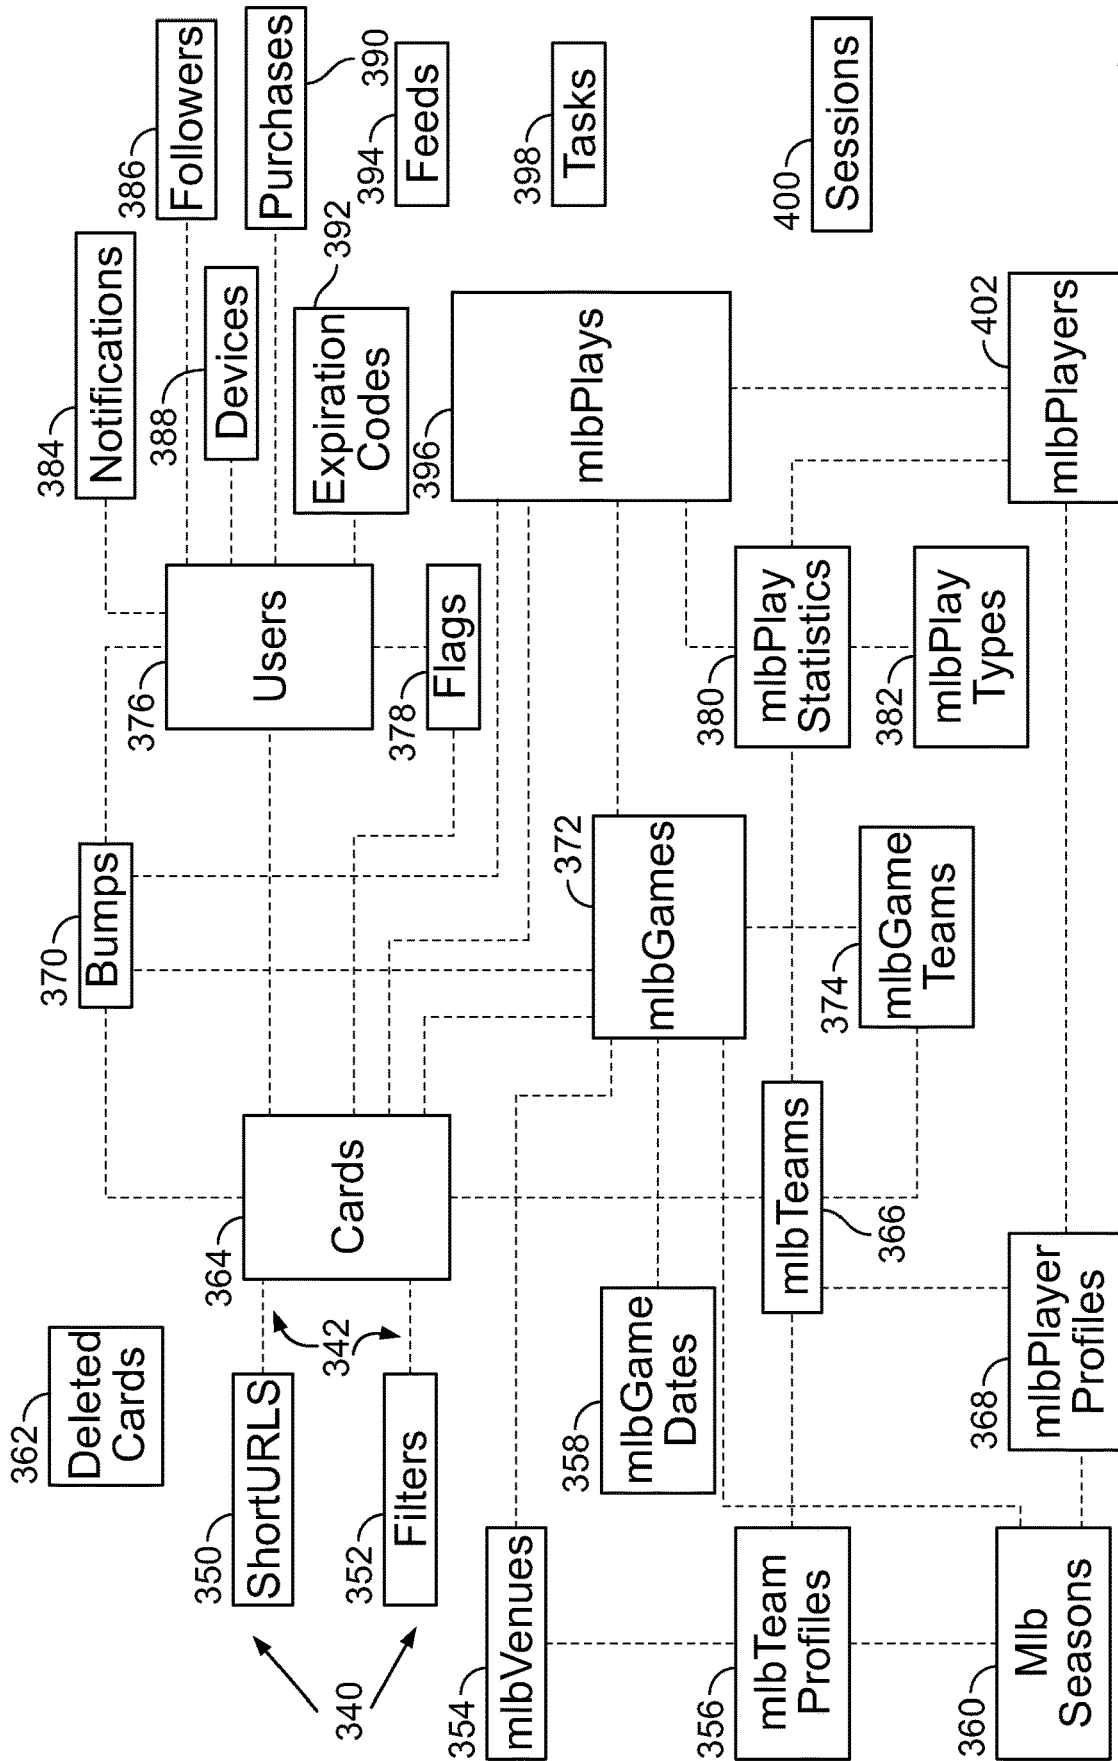 362
Deleted
Cards
350
ShortURLS
352
Filters
340
342
364
Cards
370
Bumps
376
Users
378
Flags
384
Notifications
386
Followers
388
Devices
Purchases
390
Expiration
Codes
392
394
Feeds
398
Tasks
400
Sessions
354
mlbVenues
356
mlbTeam
Profiles
360
Mlb
Seasons
358
mlbGame
Dates
mlbTeams
366
368
mlbPlayer
Profiles
372
mlbGames
374
mlbGame
Teams
380
mlbPlay
Statistics
382
mlbPlay
Types
396
mlbPlays
402
mlbPlayers